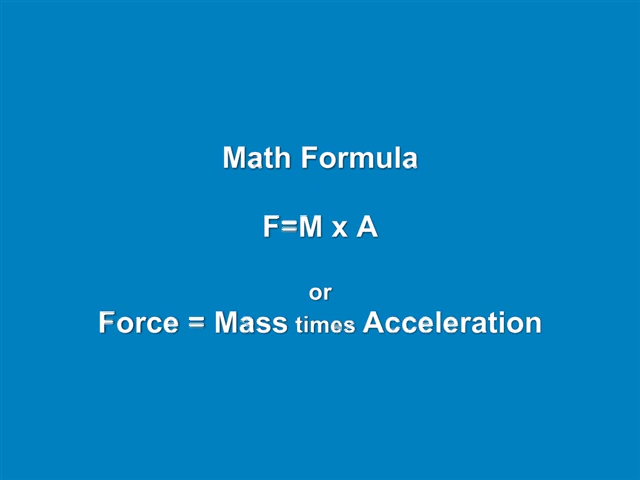 Math Formula
F=M x A
or
Force = Mass times Acceleration